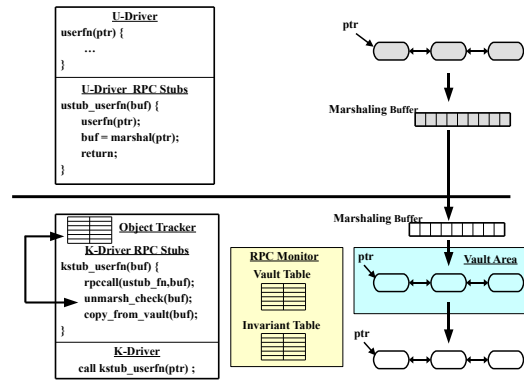 U-Driver
userfn(ptr) {
…
}
U-Driver RPC Stubs
ustub_userfn(buf) {
userfn(ptr);
buf = marshal(ptr);
return;
}
ptr
Marshaling Buffer
Object Tracker
K-Driver RPC Stubs
kstub_userfn(buf) {
rpccall(ustub_fn,buf);
unmarsh_check(buf);
copy_from_vault(buf);
}
K-Driver
call kstub_userfn(ptr) ;
RPC Monitor
Vault Table
Invariant Table
Marshaling Buffer
Vault Area
ptr
ptr